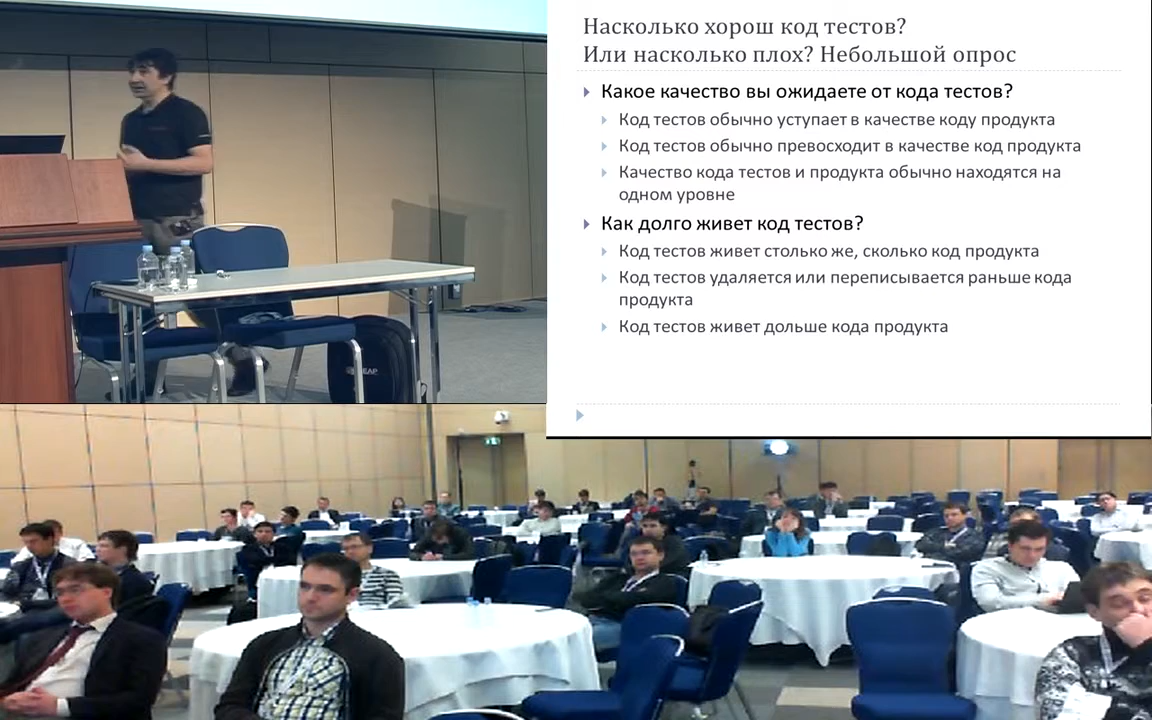 Насколько хорош код тестов?
Или насколько плох? Небольшой опрос
Какое качество вы ожидаете от кода тестов?
Код тестов обычно уступает в качестве коду продукта
Код тестов обычно превосходит в качестве код продукта
Качество кода тестов и продукта обычно находятся на
одном уровне
Как долго живет код тестов?
Код тестов живет столько же, сколько код продукта
Код тестов удаляется или переписывается раньше кода
продукта
Код тестов живет дольше кода продукта